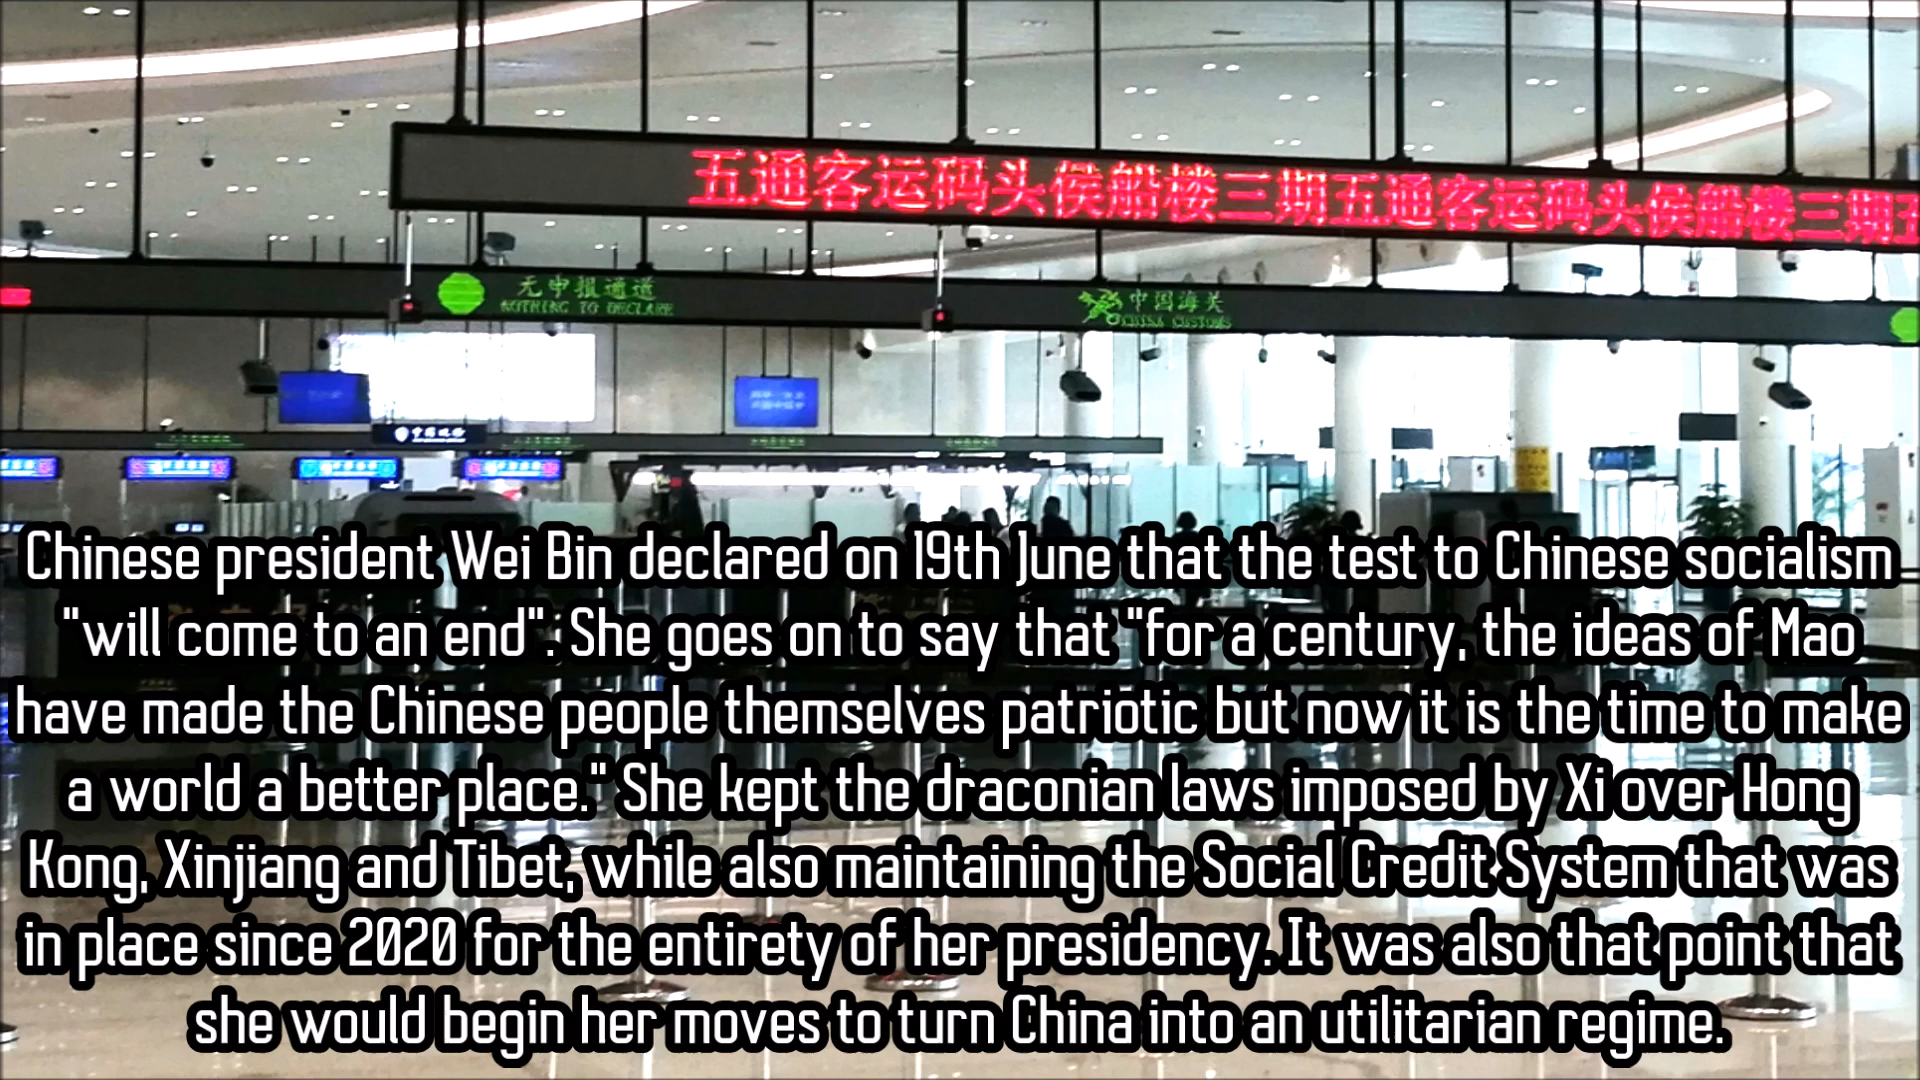 五通客运码头侯船楼三期五通客运码头侯船楼三期五
无申报通道
NOTHING TO DECLARE
中国海关
CHINA CUSTOMS
Chinese president Wei Bin declared on 19th June that the test to Chinese socialism
"will come to an end". She goes on to say that "for a century, the ideas of Mao
have made the Chinese people themselves patriotic but now it is the time to make
a world a better place." She kept the draconian laws imposed by Xi over Hong
Kong, Xinjiang and Tibet, while also maintaining the Social Credit System that was
in place since 2020 for the entirety of her presidency. It was also that point that
she would begin her moves to turn China into an utilitarian regime.